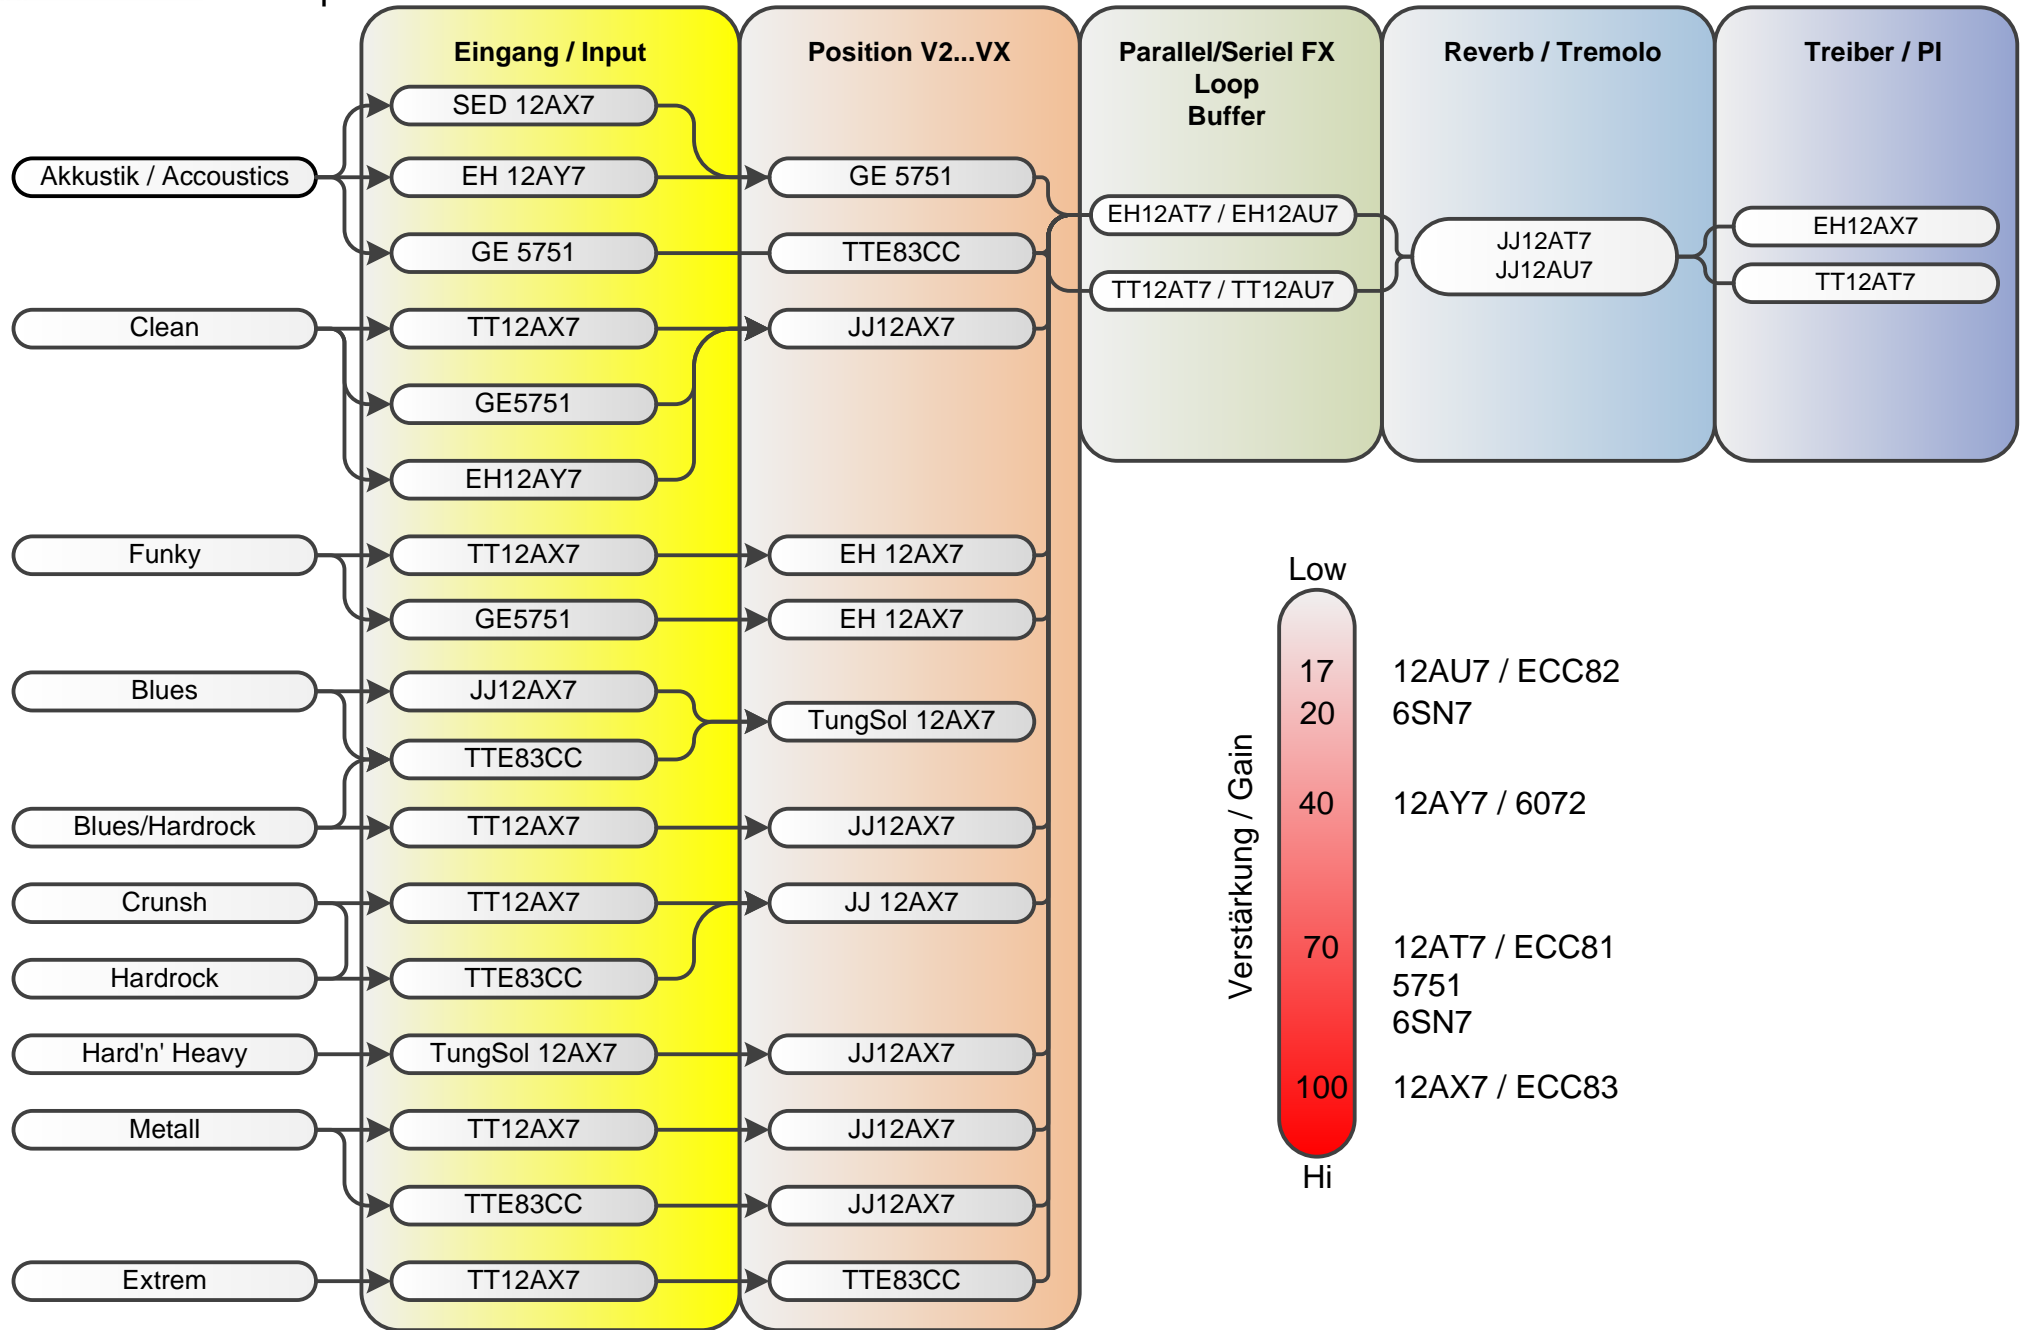 Eingang / Input
Position V2...VX
Parallel/Seriel FX
Loop
Buffer
Reverb / Tremolo
Treiber / PI
SED 12AX7
Akkustik / Accoustics
EH 12AY7
GE 5751
EH12AT7 / EH12AU7
EH12AX7
GE 5751
TTE83CC
JJ12AT7
JJ12AU7
TT12AT7 / TT12AU7
TT12AT7
Clean
TT12AX7
JJ12AX7
GE5751
EH12AY7
Funky
TT12AX7
EH 12AX7
GE5751
EH 12AX7
Blues
JJ12AX7
TungSol 12AX7
TTE83CC
Blues/Hardrock
TT12AX7
JJ12AX7
Crunsh
TT12AX7
JJ 12AX7
Hardrock
TTE83CC
Hard'n' Heavy
TungSol 12AX7
JJ12AX7
Metall
TT12AX7
JJ12AX7
TTE83CC
JJ12AX7
Extrem
TT12AX7
TTE83CC
Low
Verstärkung / Gain
17 12AU7 / ECC82
20 6SN7
40 12AY7 / 6072
70 12AT7 / ECC81
5751
6SN7
100 12AX7 / ECC83
Hi